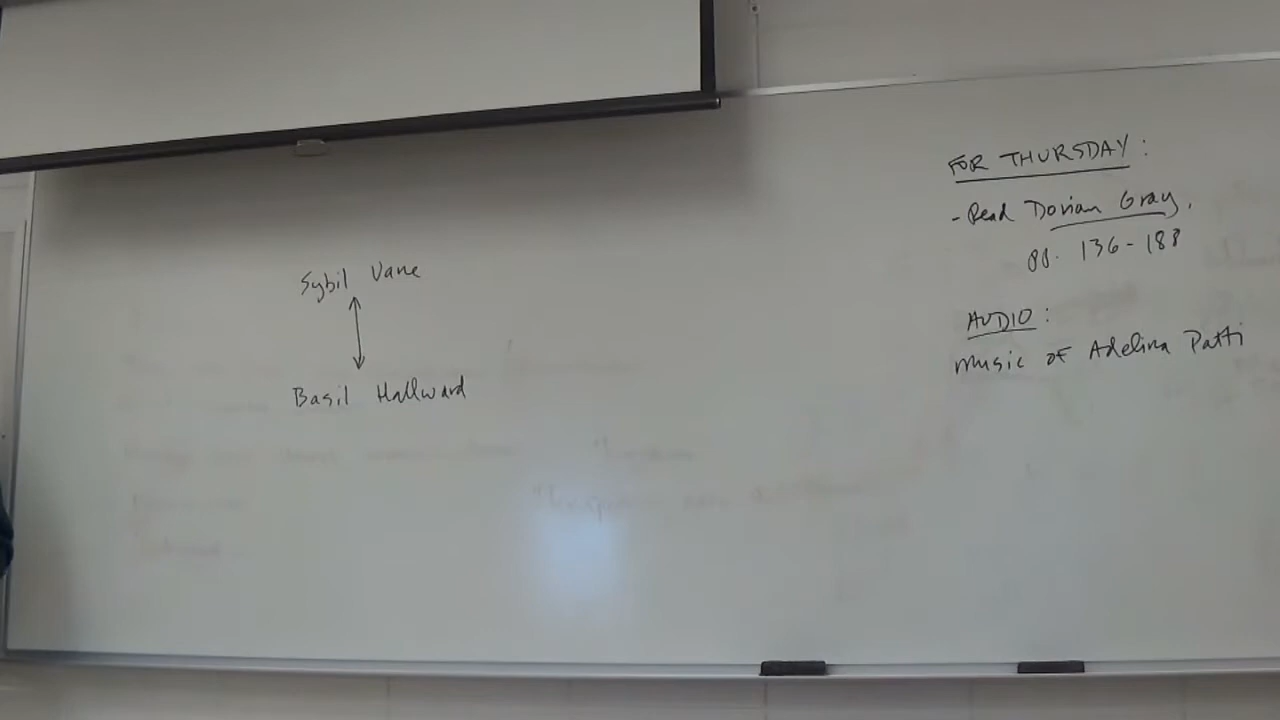 Sybil Vane
Basil Hallward
FOR THURSDAY:
- Read Dorian Gray,
pp. 136-188
AUDIO:
Music of Adelina Patti